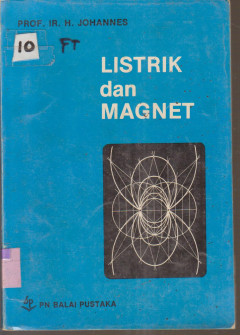 PROF. IR. H. JOHANNES
10 FT
LISTRIK
dan
MAGNET
PN BALAI PUSTAKA